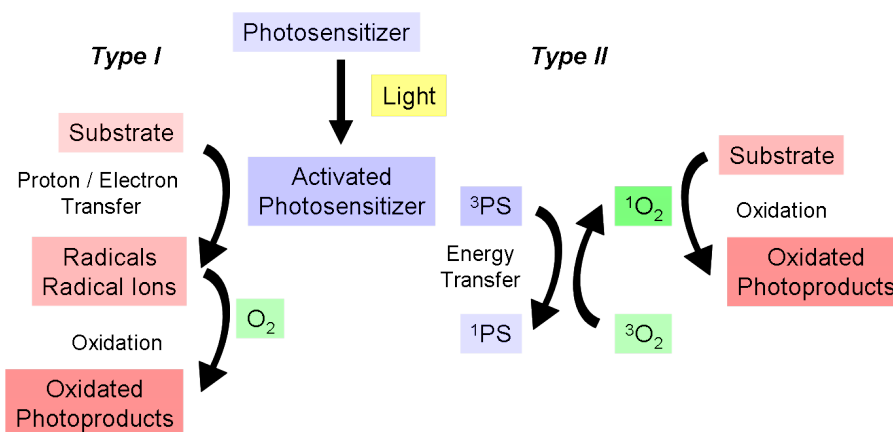 Photosensitizer
Type I
Type II
Light
Substrate
Proton / Electron
Transfer
Activated
Photosensitizer
Radicals
Radical Ions
O₂
Oxidation
Oxidated
Photoproducts
³PS
Energy
Transfer
¹PS
¹O₂
³O₂
Substrate
Oxidation
Oxidated
Photoproducts